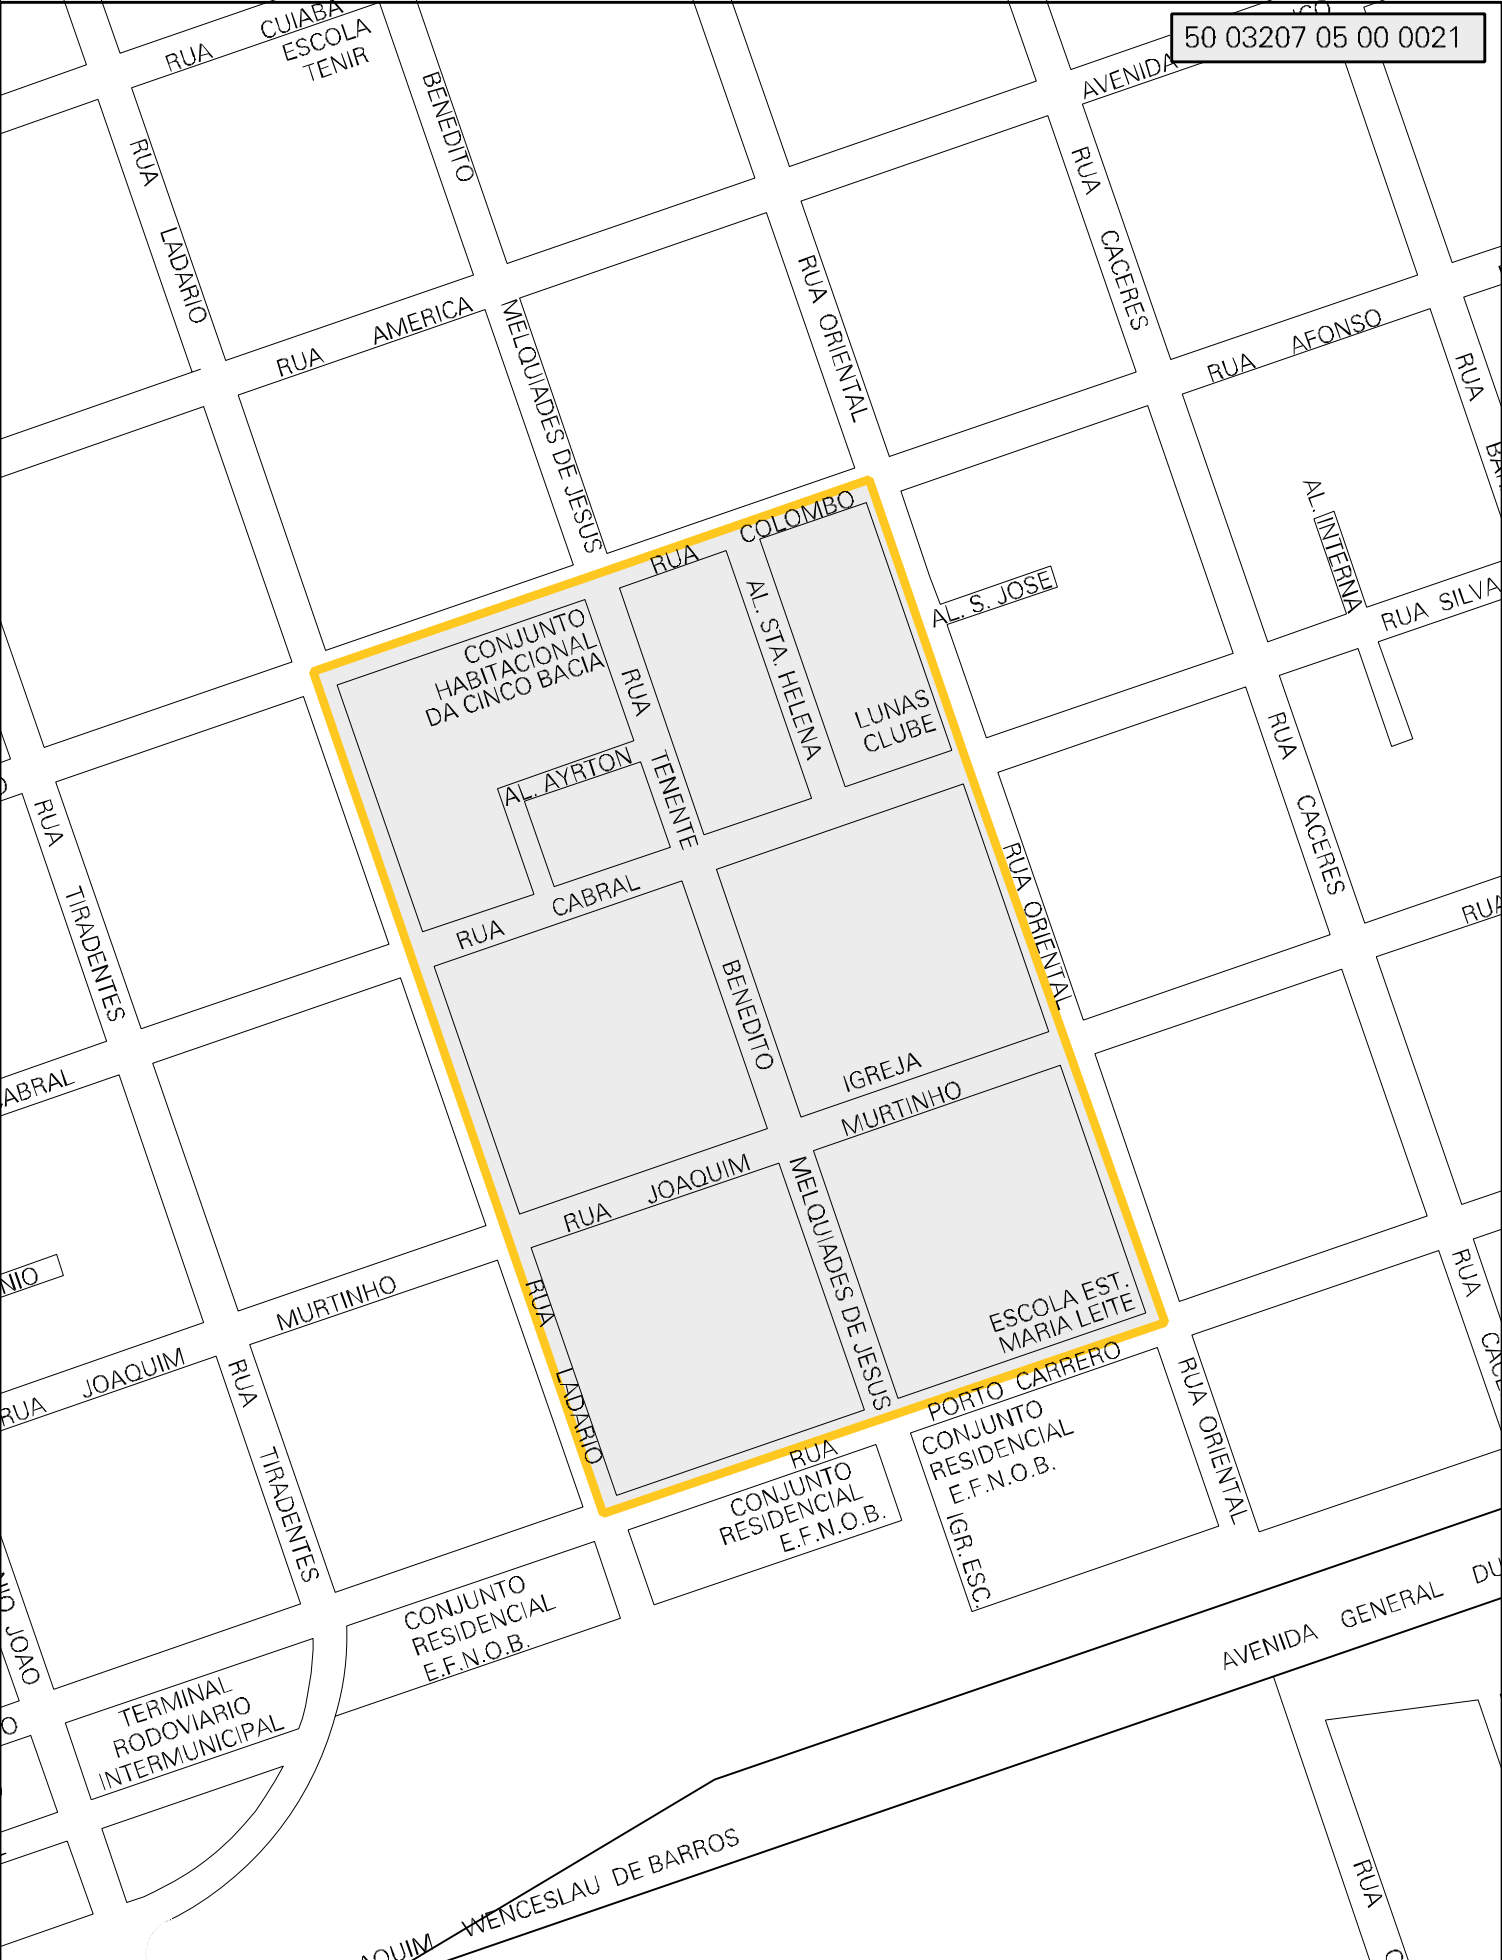 50 03207 05 00 0021
RUA CUIABA
ESCOLA
TENIR
BENEDITO
AVENIDA
RUA LADARIO
RUA CACERES
RUA ORIENTAL
RUA AMERICA
MELQUIADES DE JESUS
RUA AFONSO
RUA
AL. INTERNA
RUA SILVA
AL. S. JOSE
RUA COLOMBO
CONJUNTO
HABITACIONAL
DA CINCO BACIA
RUA TENENTE
AL. STA. HELENA
LUNAS
CLUBE
AL. AYRTON
RUA CACERES
RUA TIRADENTES
RUA CABRAL
RUA ORIENTAL
RUA
BENEDITO
IGREJA
MURTINHO
ABRAL
RUA JOAQUIM
MELQUIADES DE JESUS
NIO
MURTINHO
RUA LADARIO
ESCOLA EST.
MARIA LEITE
RUA
RUA JOAQUIM
RUA TIRADENTES
PORTO CARRERO
RUA
RUA ORIENTAL
CONJUNTO
RESIDENCIAL
E.F.N.O.B.
CONJUNTO
RESIDENCIAL
E.F.N.O.B.
IGR. ESC.
CONJUNTO
RESIDENCIAL
E.F.N.O.B.
JOAO
AVENIDA GENERAL DU
TERMINAL
RODOVIARIO
INTERMUNICIPAL
AQUIM WENCESLAU DE BARROS
RUA